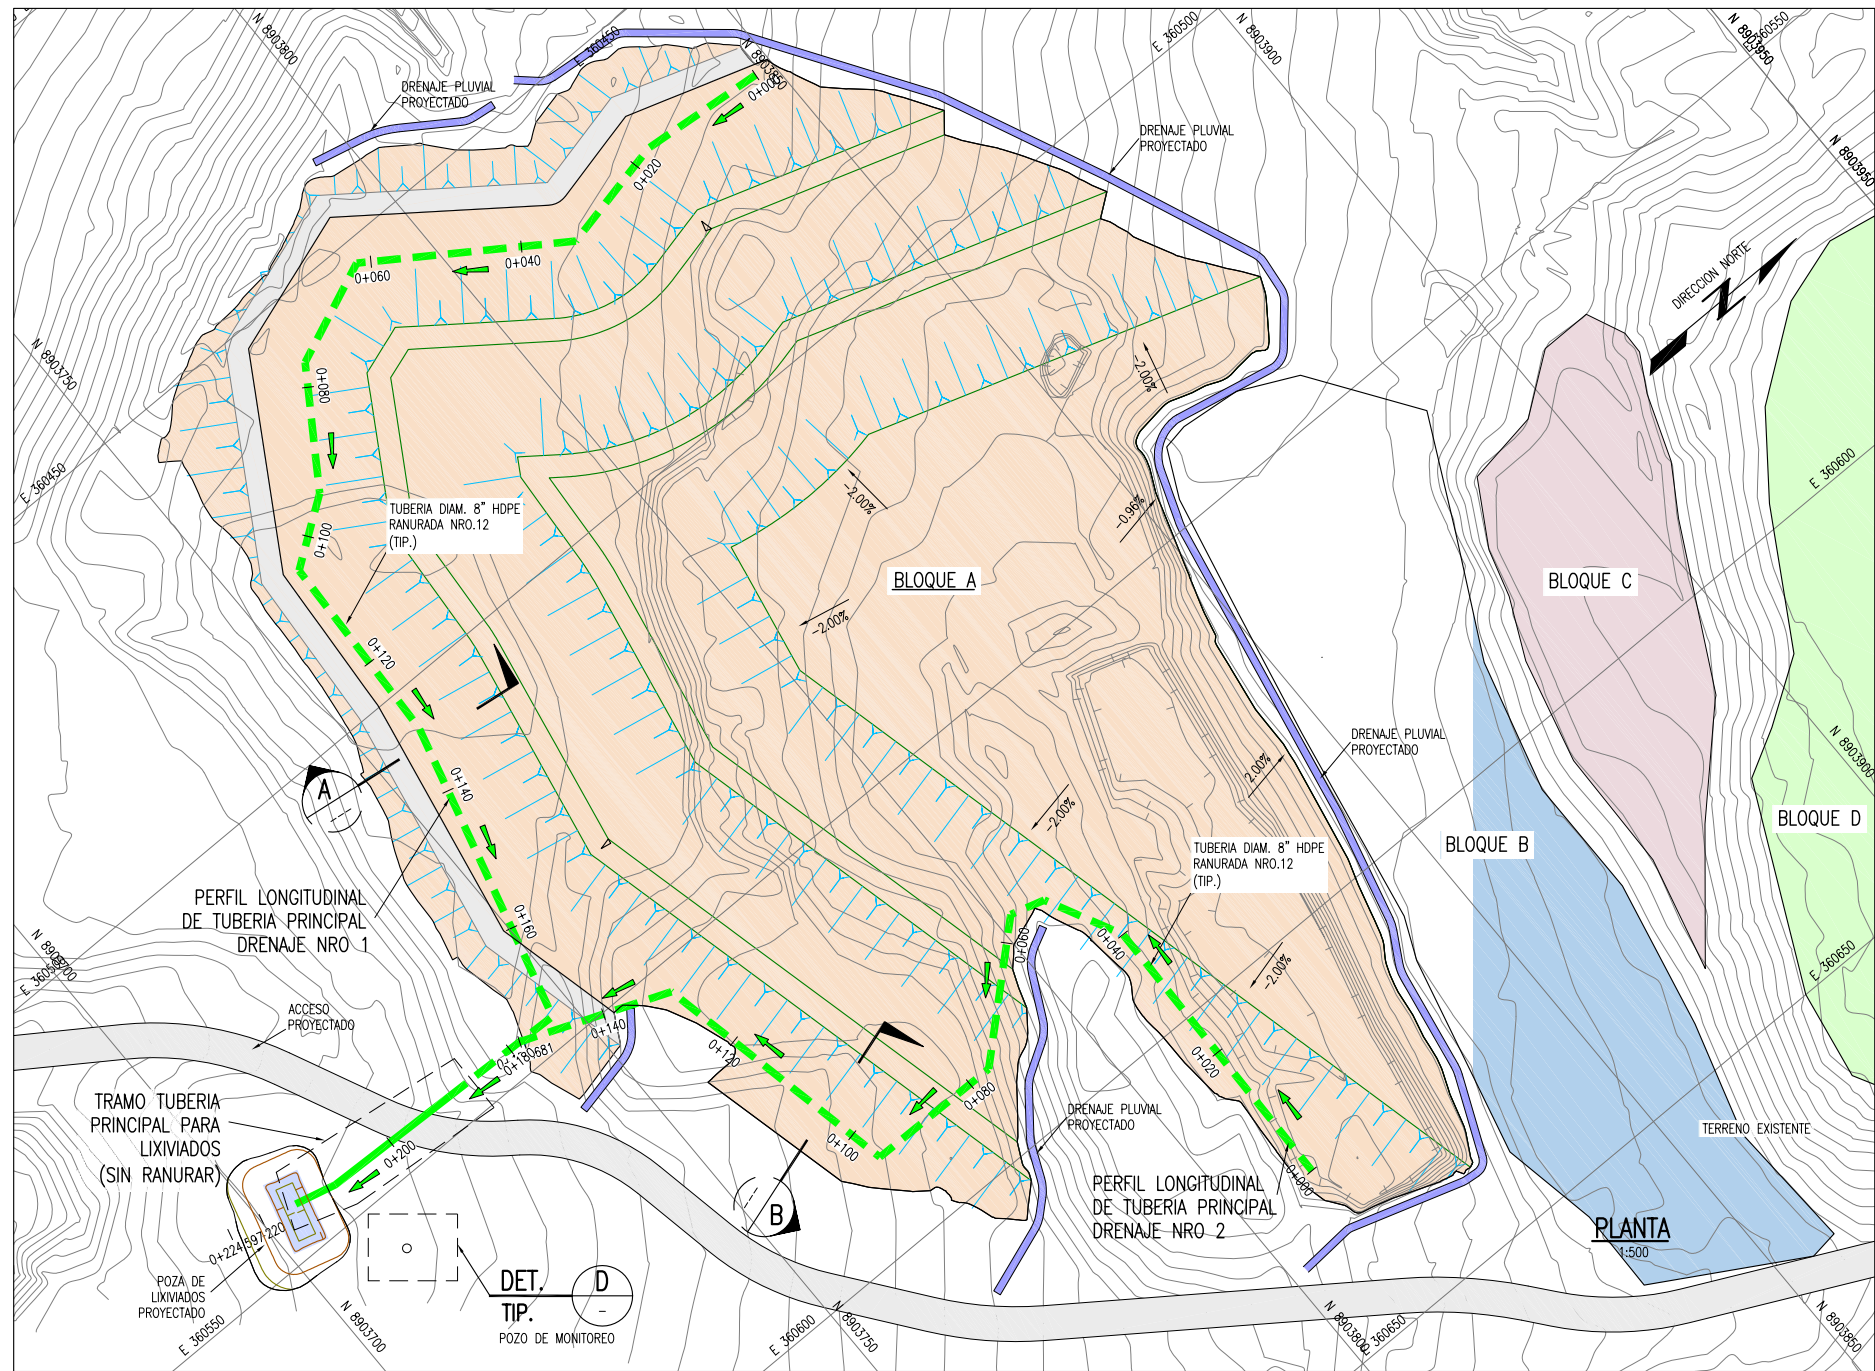 N 8903800
E 360450
N 8903850
E 360500
N 8903900
N 8903950
E 360550
DRENAJE PLUVIAL
PROYECTADO
0+000
DRENAJE PLUVIAL
PROYECTADO
N 8903950
0+020
0+040
0+060
DIRECCION NORTE
N
N 8903750
0+080
-2.00%
E 360450
-2.00%
-0.96%
E 360600
TUBERIA DIAM. 8" HDPE
RANURADA NRO.12
(TIP.)
0+100
BLOQUE A
BLOQUE C
-2.00%
0+120
DRENAJE PLUVIAL
PROYECTADO
N 8903900
A
0+140
-2.00%
-2.00%
BLOQUE D
BLOQUE B
TUBERIA DIAM. 8" HDPE
RANURADA NRO.12
(TIP.)
PERFIL LONGITUDINAL
DE TUBERIA PRINCIPAL
DRENAJE NRO 1
0+160
0+060
0+040
N 8903700
-2.00%
E 360650
ACCESO
PROYECTADO
0+140
0+120
0+180
0+020
0+080
TRAMO TUBERIA
PRINCIPAL PARA
LIXIVIADOS
(SIN RANURAR)
DRENAJE PLUVIAL
PROYECTADO
TERRENO EXISTENTE
0+100
0+200
0+000
PERFIL LONGITUDINAL
DE TUBERIA PRINCIPAL
DRENAJE NRO 2
B
PLANTA
1:500
0+224.597
POZA DE
LIXIVIADOS
PROYECTADO
DET.
D
TIP.
-
POZO DE MONITOREO
E 360550
N 8903700
E 360600
N 8903750
N 8903800
E 360650
N 8903850